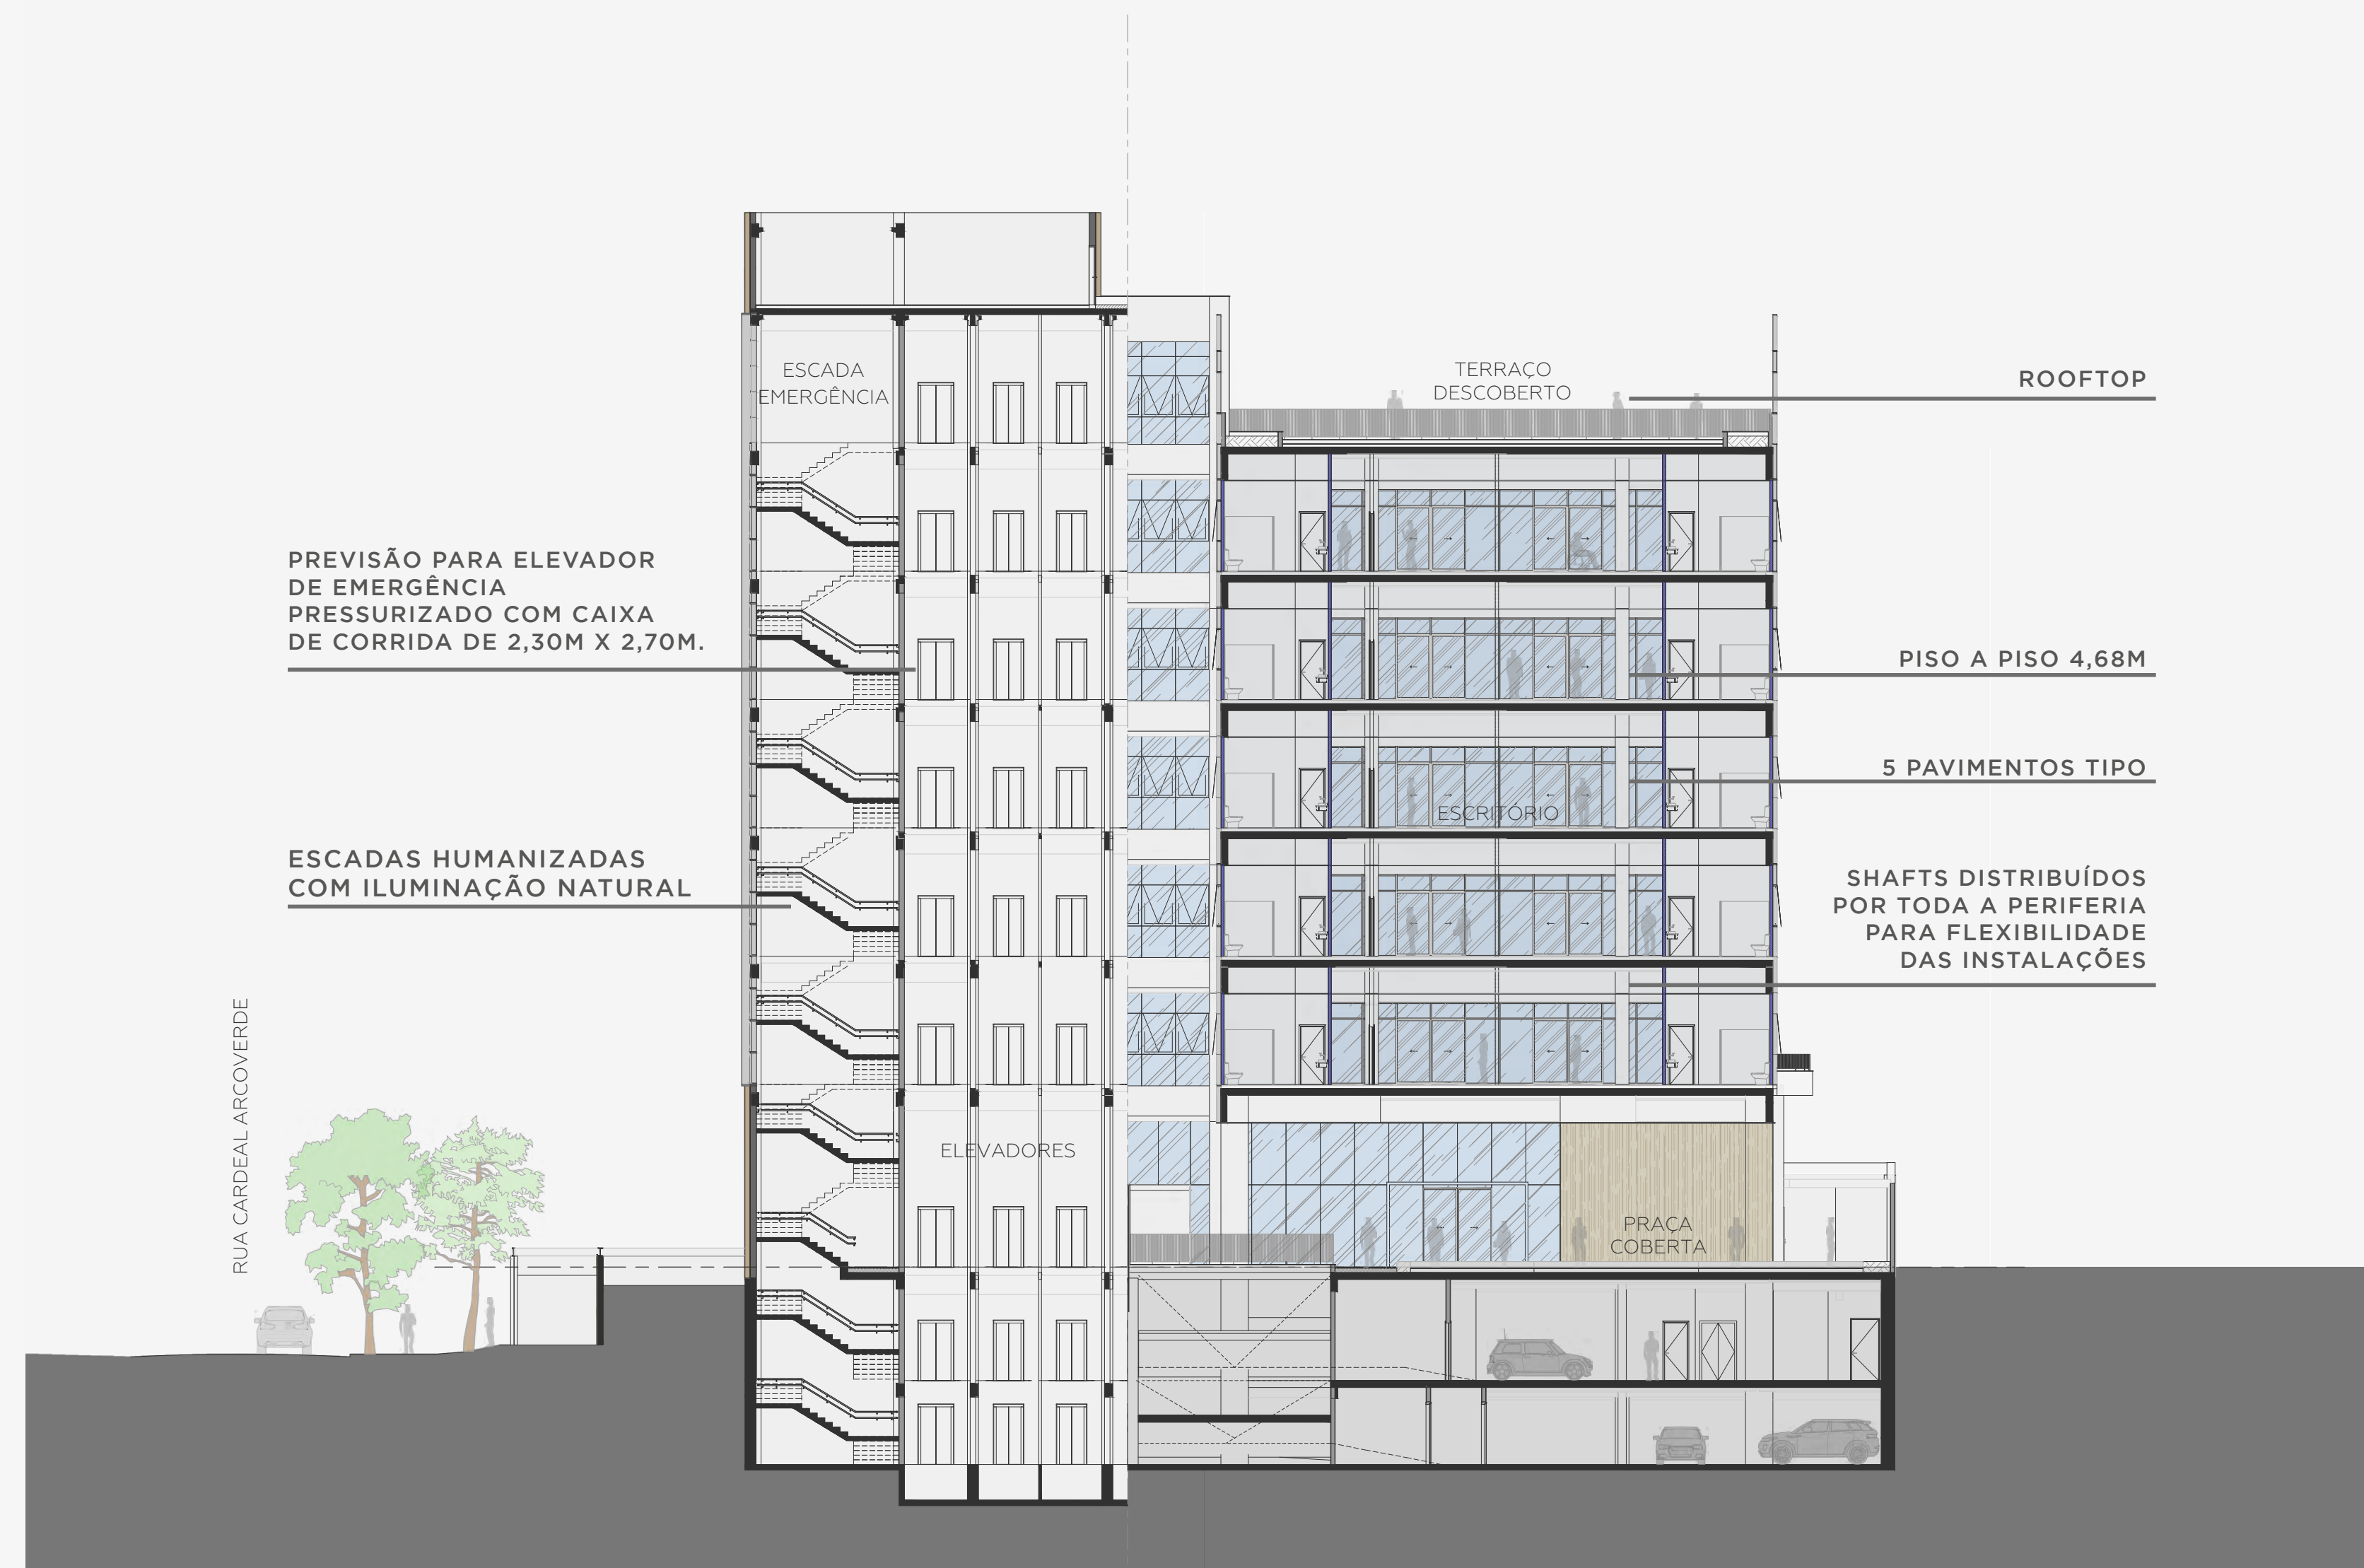 ESCADA
EMERGÊNCIA
TERRAÇO
DESCOBERTO
ROOFTOP
PREVISÃO PARA ELEVADOR
DE EMERGÊNCIA
PRESSURIZADO COM CAIXA
DE CORRIDA DE 2,30M X 2,70M.
PISO A PISO 4,68M
5 PAVIMENTOS TIPO
ESCRITÓRIO
ESCADAS HUMANIZADAS
COM ILUMINAÇÃO NATURAL
SHAFTS DISTRIBUÍDOS
POR TODA A PERIFERIA
PARA FLEXIBILIDADE
DAS INSTALAÇÕES
RUA CARDEAL ARCOVERDE
ELEVADORES
PRAÇA
COBERTA